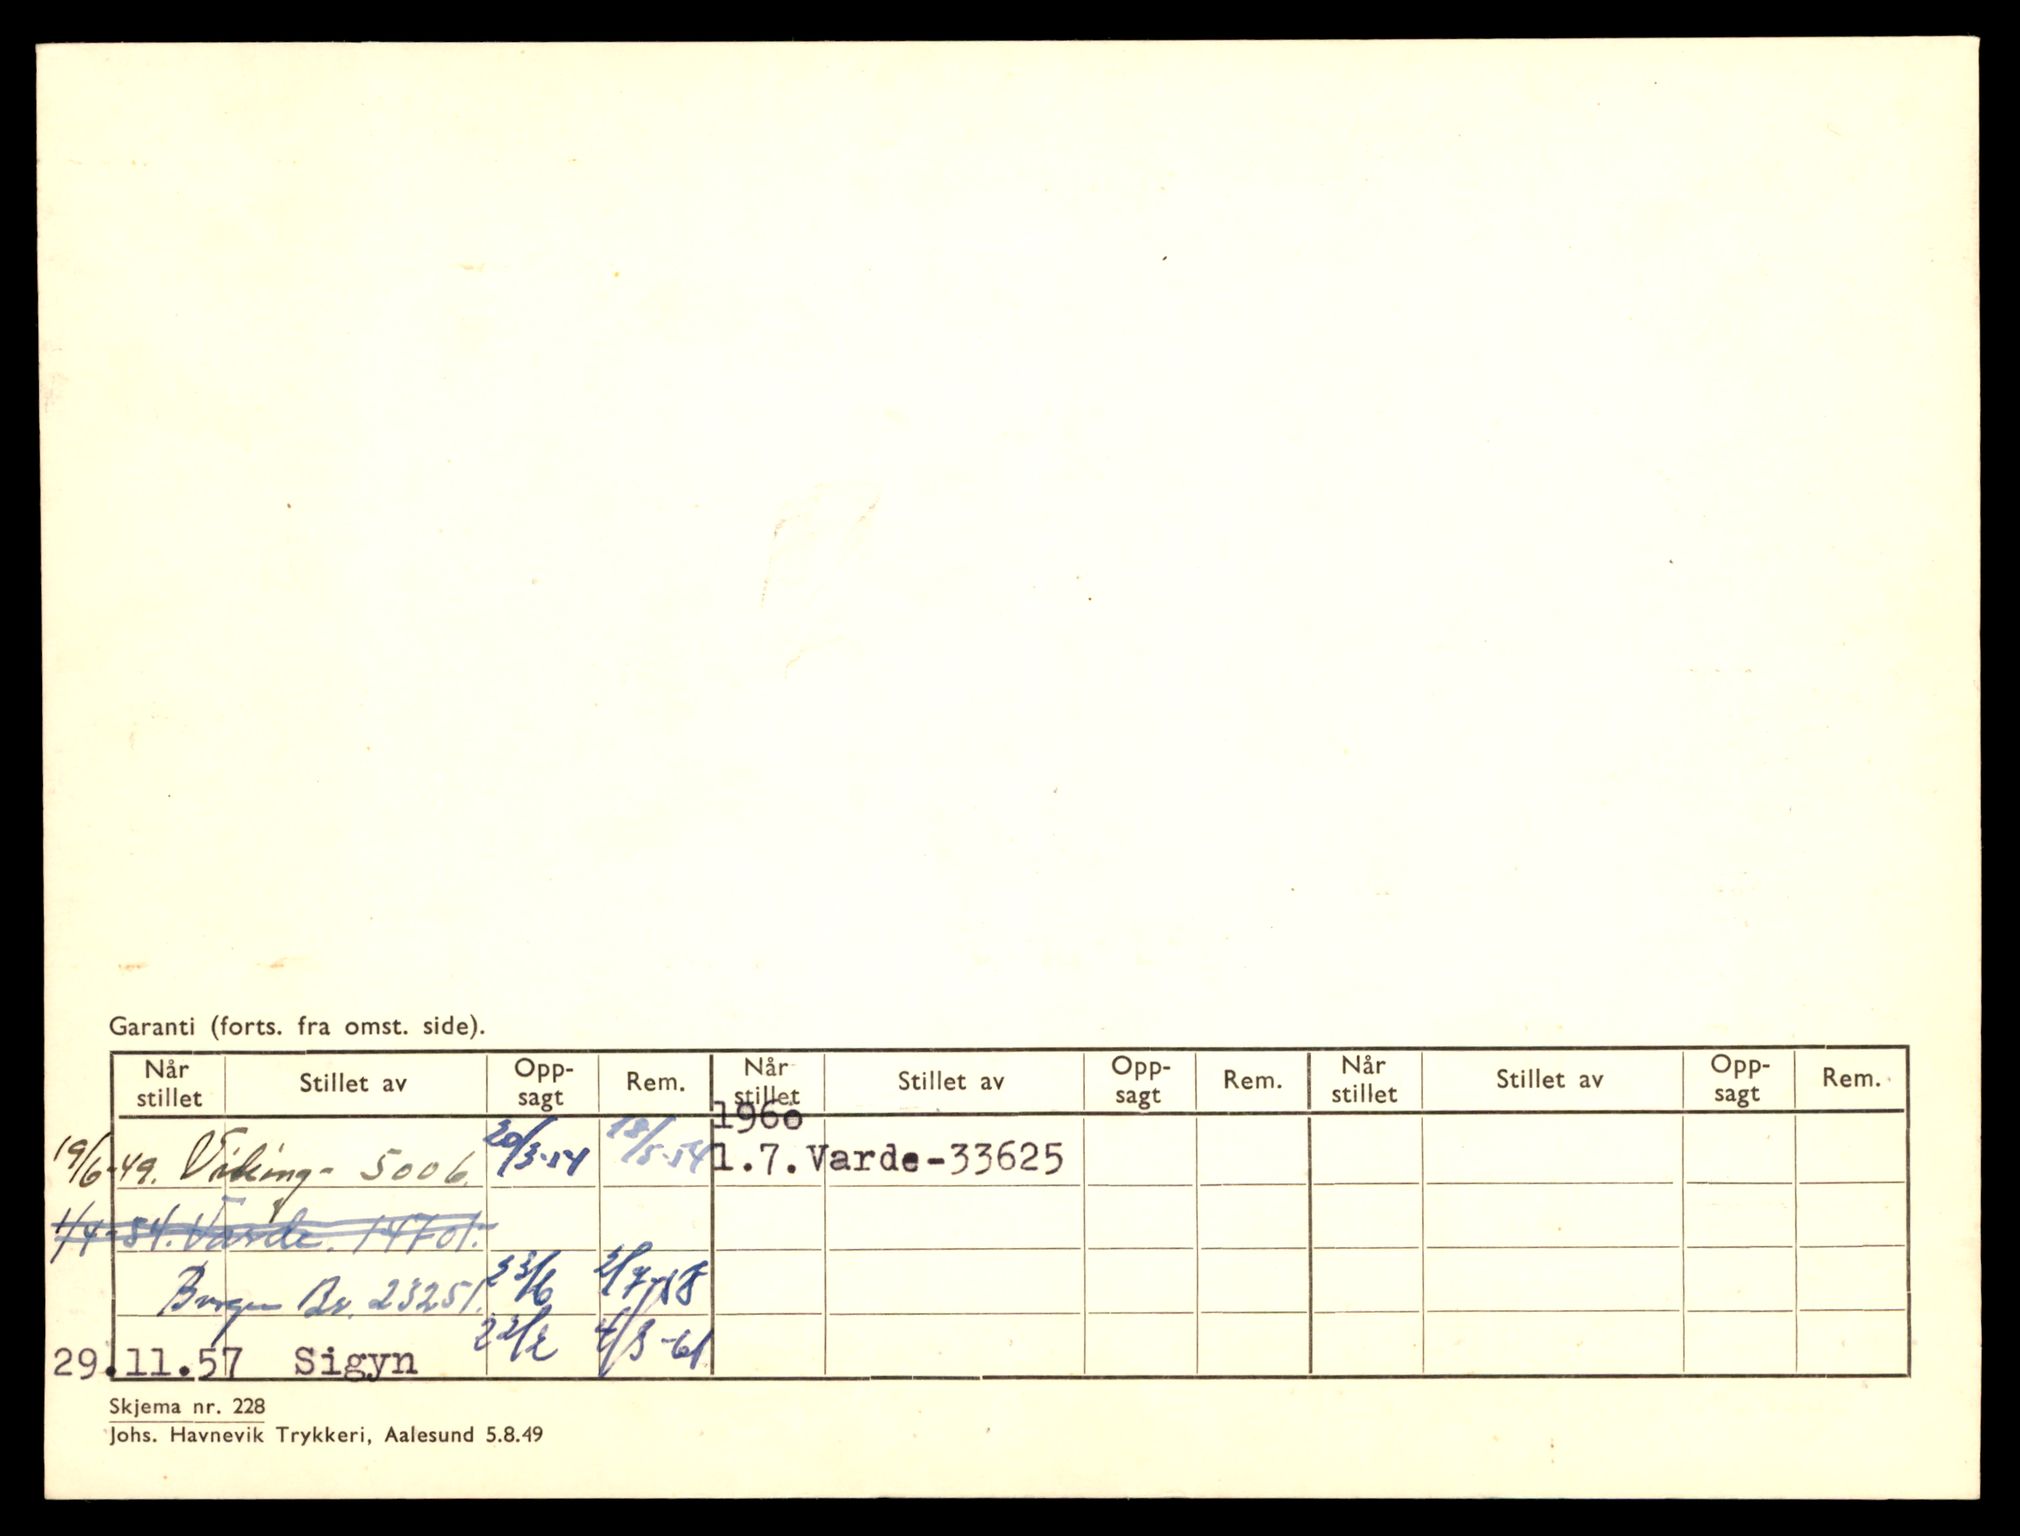 Garanti (forts. fra omst. side).
Når stillet Stillet av Opp- sagt Rem. Når stillet Stillet av Opp- sagt Rem. Når stillet Stillet av Opp- sagt Rem.
1960
19/6-49. Viking - 5006. 20/3-54 18/5-54 1.7. Varde-33625
1/4-54. Varde. 14701.
Br. 23251. 23/6 2/7-58
29.11.57 Sigyn 22/2 4/3-61
Skjema nr. 228
Johs. Havnevik Trykkeri, Aalesund 5.8.49